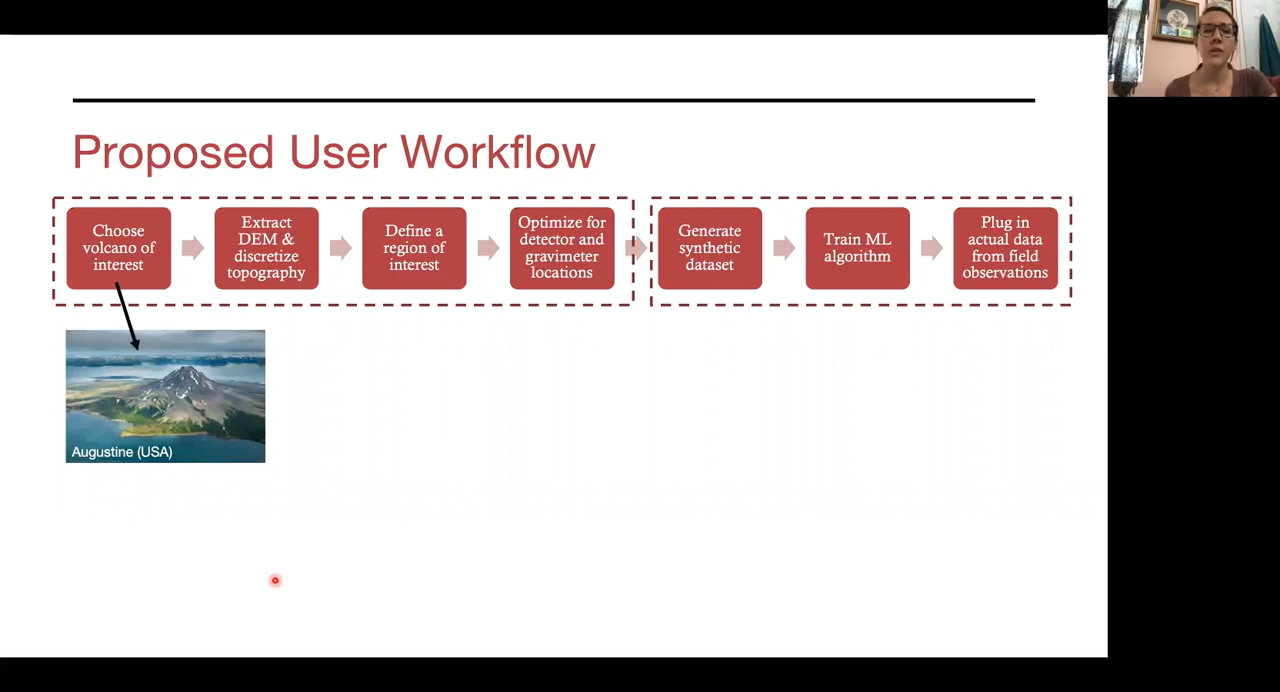 Proposed User Workflow
Choose
volcano of
interest
Extract
DEM &
discretize
topography
Define a
region of
interest
Optimize for
detector and
gravimeter
locations
Generate
synthetic
dataset
Train ML
algorithm
Plug in
actual data
from field
observations
Augustine (USA)